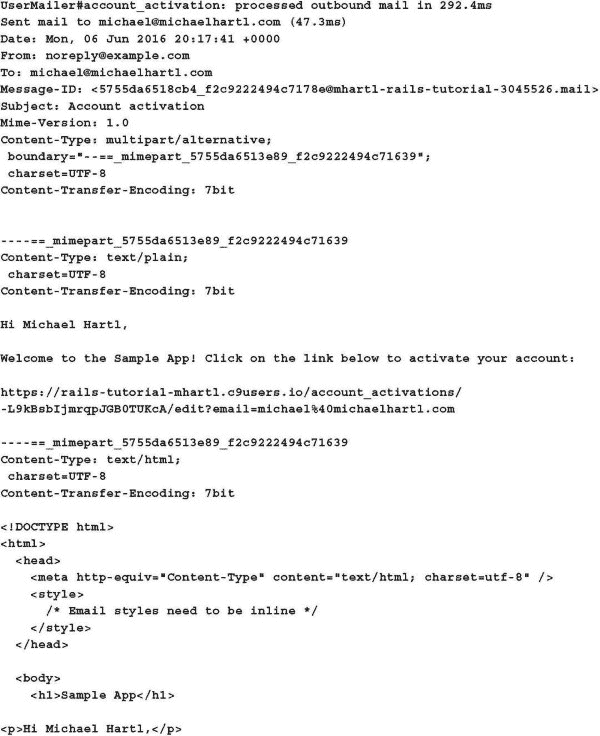 UserMailer#account_activation: processed outbound mail in 292.4ms
Sent mail to michael@michaelhartl.com (47.3ms)
Date: Mon, 06 Jun 2016 20:17:41 +0000
From: noreply@example.com
To: michael@michaelhartl.com
Message-ID: <5755da6518cb4_f2c9222494c7178e@mhartl-rails-tutorial-3045526.mail>
Subject: Account activation
Mime-Version: 1.0
Content-Type: multipart/alternative;
 boundary="--==_mimepart_5755da6513e89_f2c9222494c71639";
 charset=UTF-8
Content-Transfer-Encoding: 7bit


----==_mimepart_5755da6513e89_f2c9222494c71639
Content-Type: text/plain;
 charset=UTF-8
Content-Transfer-Encoding: 7bit

Hi Michael Hartl,

Welcome to the Sample App! Click on the link below to activate your account:

https://rails-tutorial-mhartl.c9users.io/account_activations/
-L9kBsbIjmrqpJGB0TUKcA/edit?email=michael%40michaelhartl.com

----==_mimepart_5755da6513e89_f2c9222494c71639
Content-Type: text/html;
 charset=UTF-8
Content-Transfer-Encoding: 7bit

<!DOCTYPE html>
<html>
  <head>
    <meta http-equiv="Content-Type" content="text/html; charset=utf-8" />
    <style>
      /* Email styles need to be inline */
    </style>
  </head>

  <body>
    <h1>Sample App</h1>

<p>Hi Michael Hartl,</p>